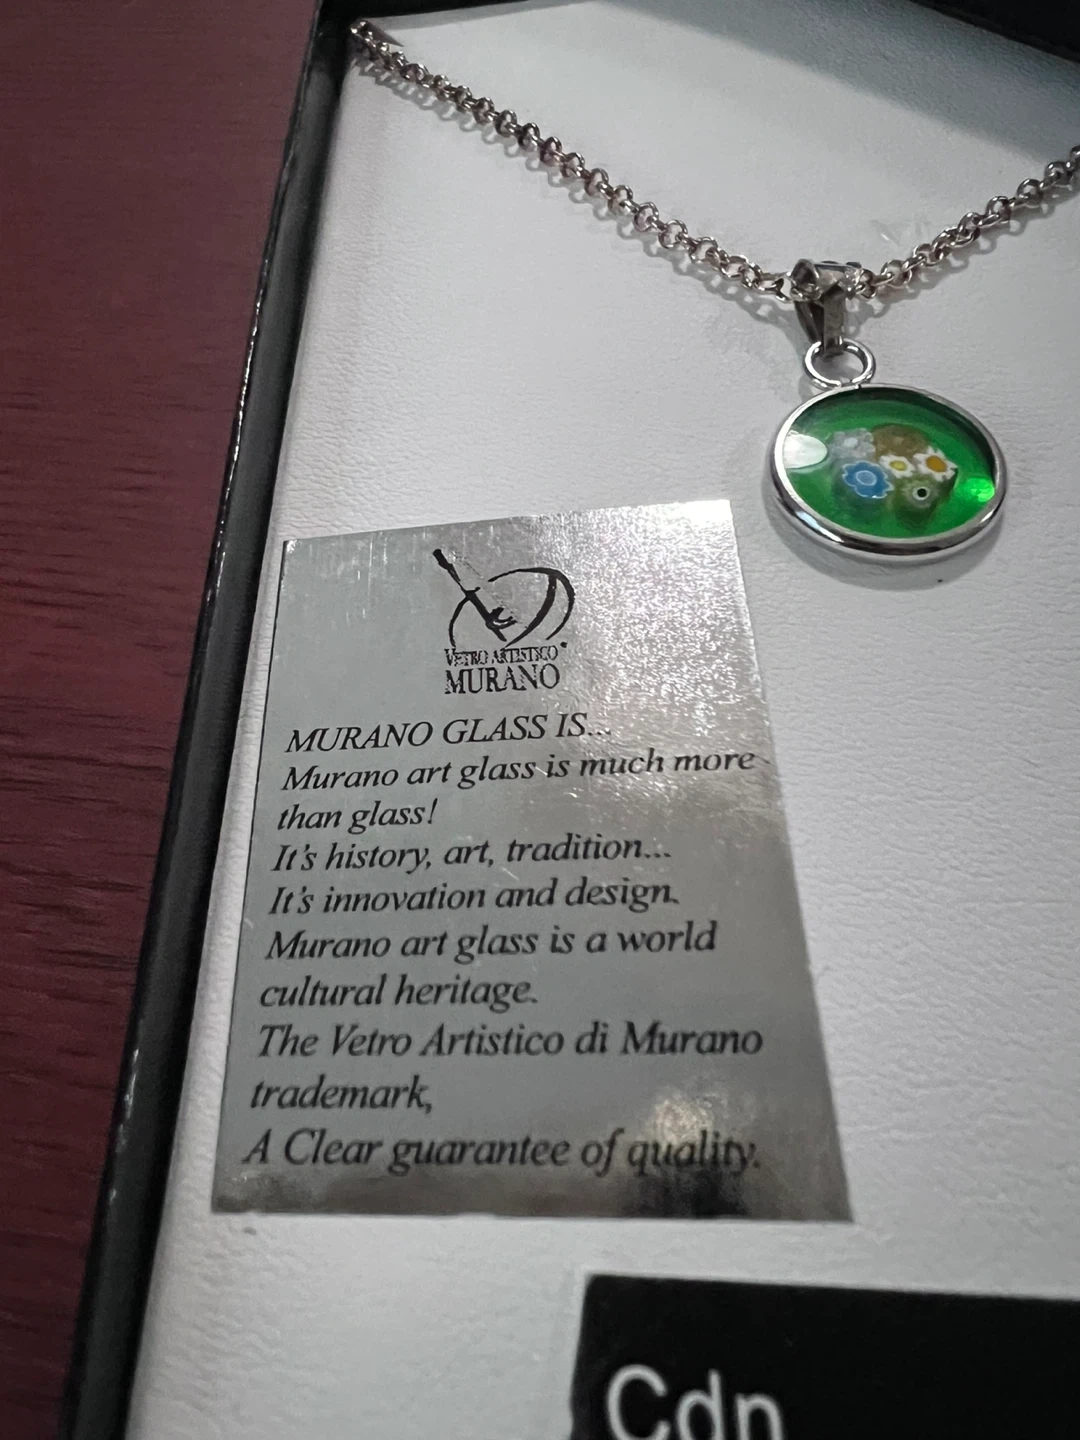 VETRO ARTISTICO®
MURANO
MURANO GLASS IS...
Murano art glass is much more
than glass!
It's history, art, tradition...
It's innovation and design.
Murano art glass is a world
cultural heritage.
The Vetro Artistico di Murano
trademark,
A Clear guarantee of quality.
Cdn